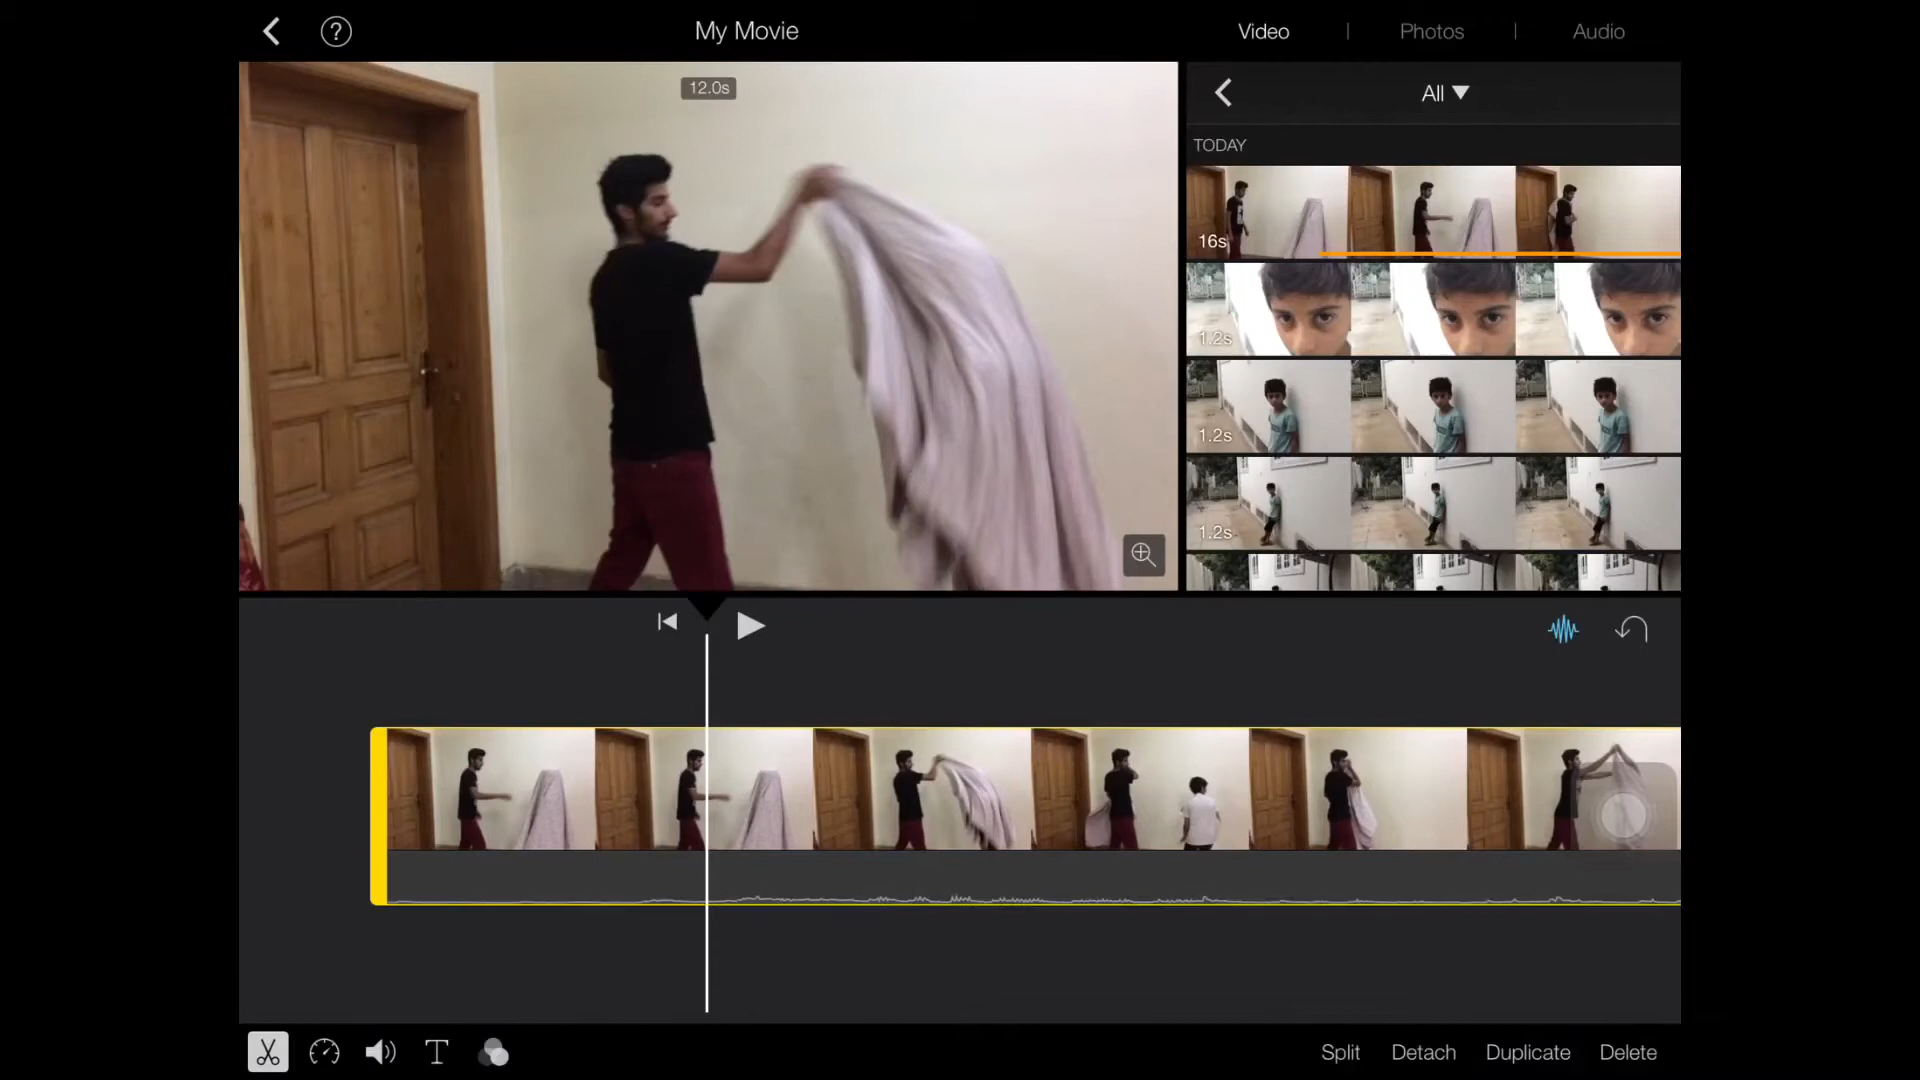 ?
My Movie
Video
Photos
Audio
12.0s
All
TODAY
16s
1.2s
1.2s
1.2s
T
Split
Detach
Duplicate
Delete